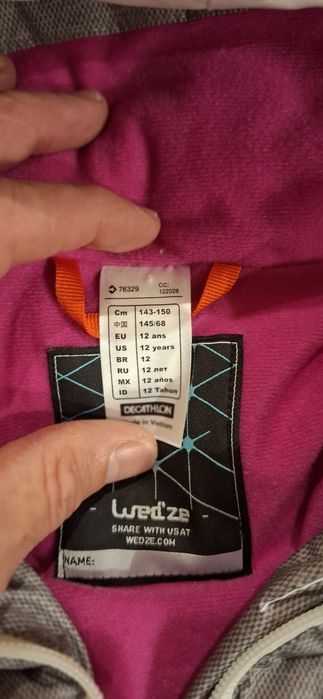 76329 CC: 122028
Cm 143-150
中国 145/68
EU 12 ans
US 12 years
BR 12
RU 12 лет
MX 12 años
ID 12 Tahun
DECATHLON
Made in Vietnam
Wed'ze
SHARE WITH US AT
WEDZE.COM
NAME: